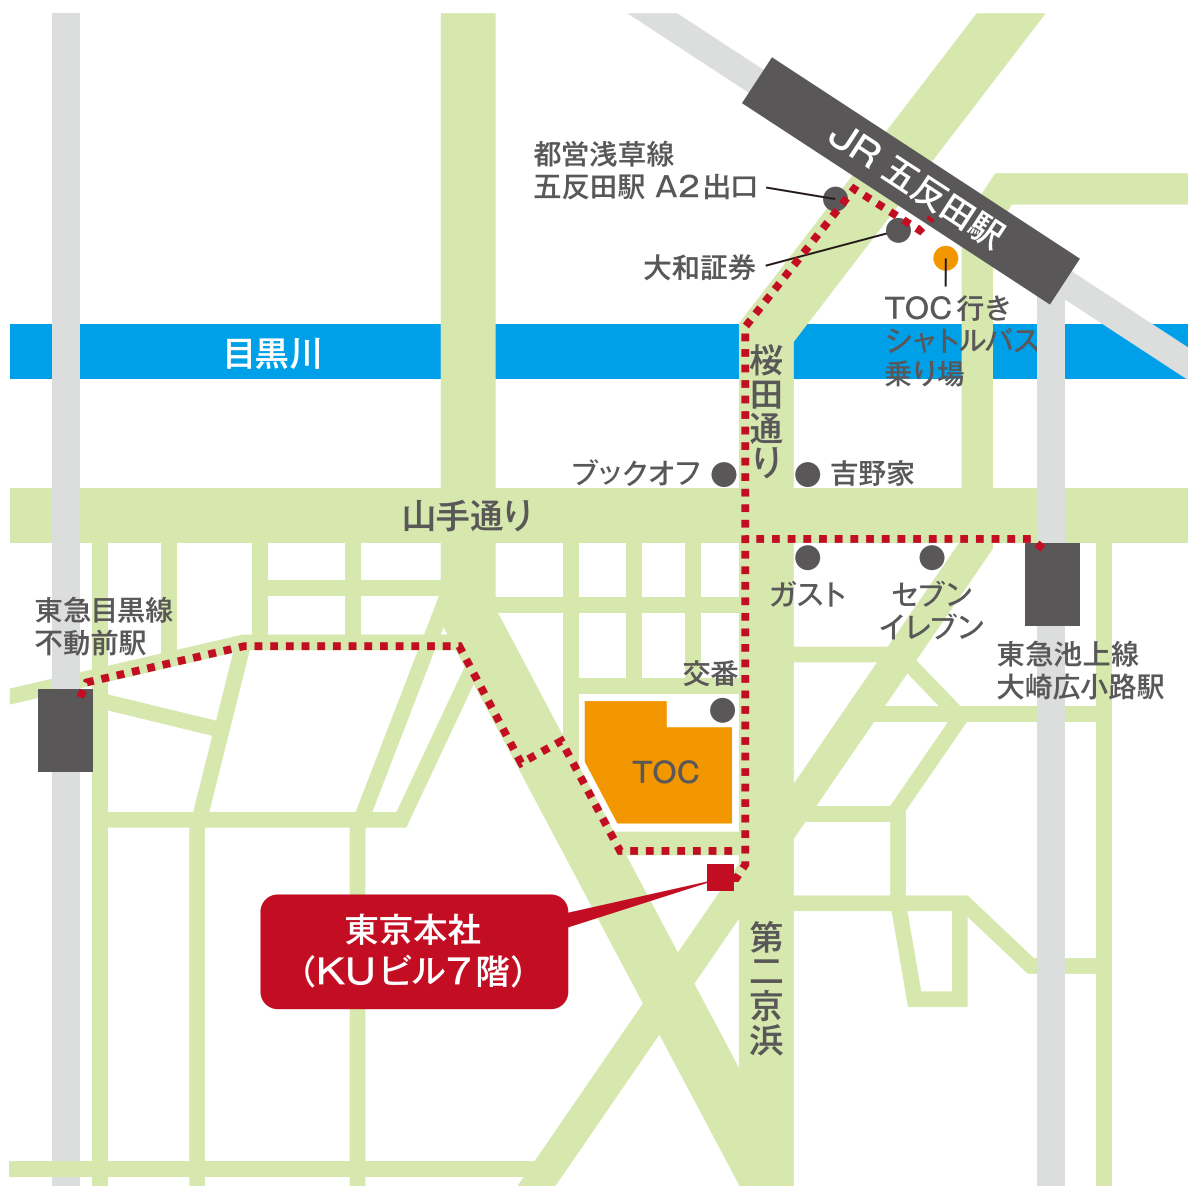 JR 五反田駅
都営浅草線
五反田駅 A2出口
大和証券
TOC行き
シャトルバス
乗り場
目黒川
桜田通り
ブックオフ
吉野家
山手通り
ガスト
セブン
イレブン
東急目黒線
不動前駅
東急池上線
大崎広小路駅
交番
TOC
東京本社
(KUビル7階)
第二京浜